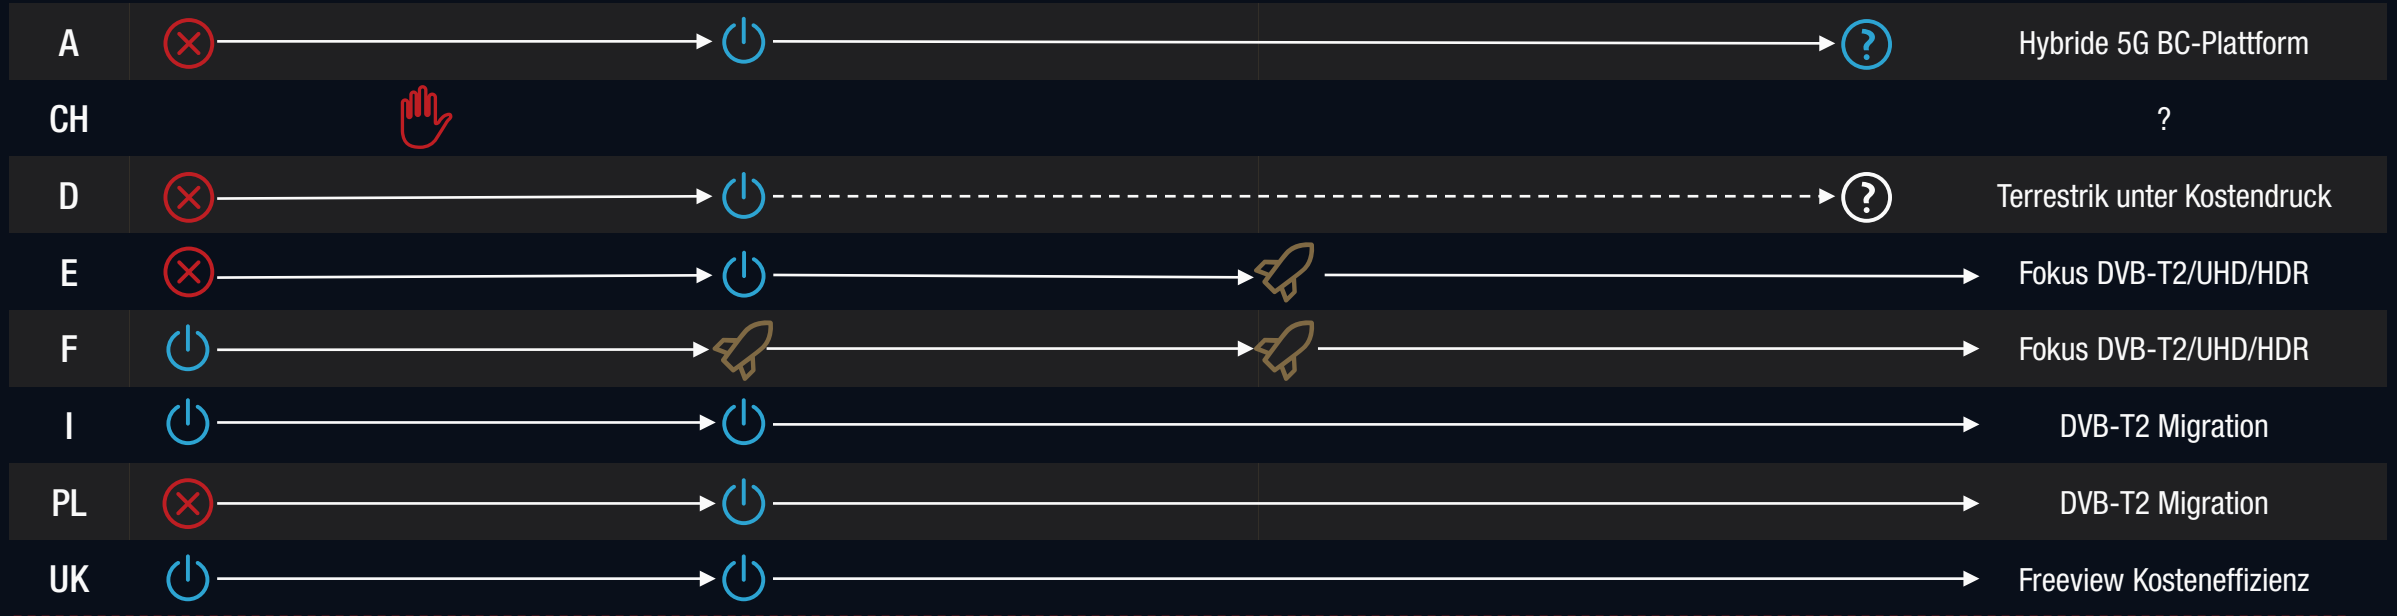 A Hybride 5G BC-Plattform
CH ?
D Terrestrik unter Kostendruck
E Fokus DVB-T2/UHD/HDR
F Fokus DVB-T2/UHD/HDR
I DVB-T2 Migration
PL DVB-T2 Migration
UK Freeview Kosteneffizienz